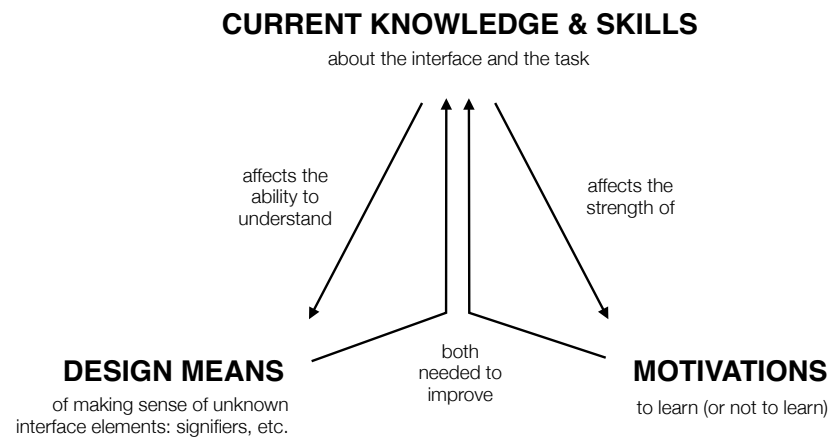 CURRENT KNOWLEDGE & SKILLS
about the interface and the task
affects the
ability to
understand
affects the
strength of
both
needed to
improve
DESIGN MEANS
of making sense of unknown
interface elements: signifiers, etc.
MOTIVATIONS
to learn (or not to learn)